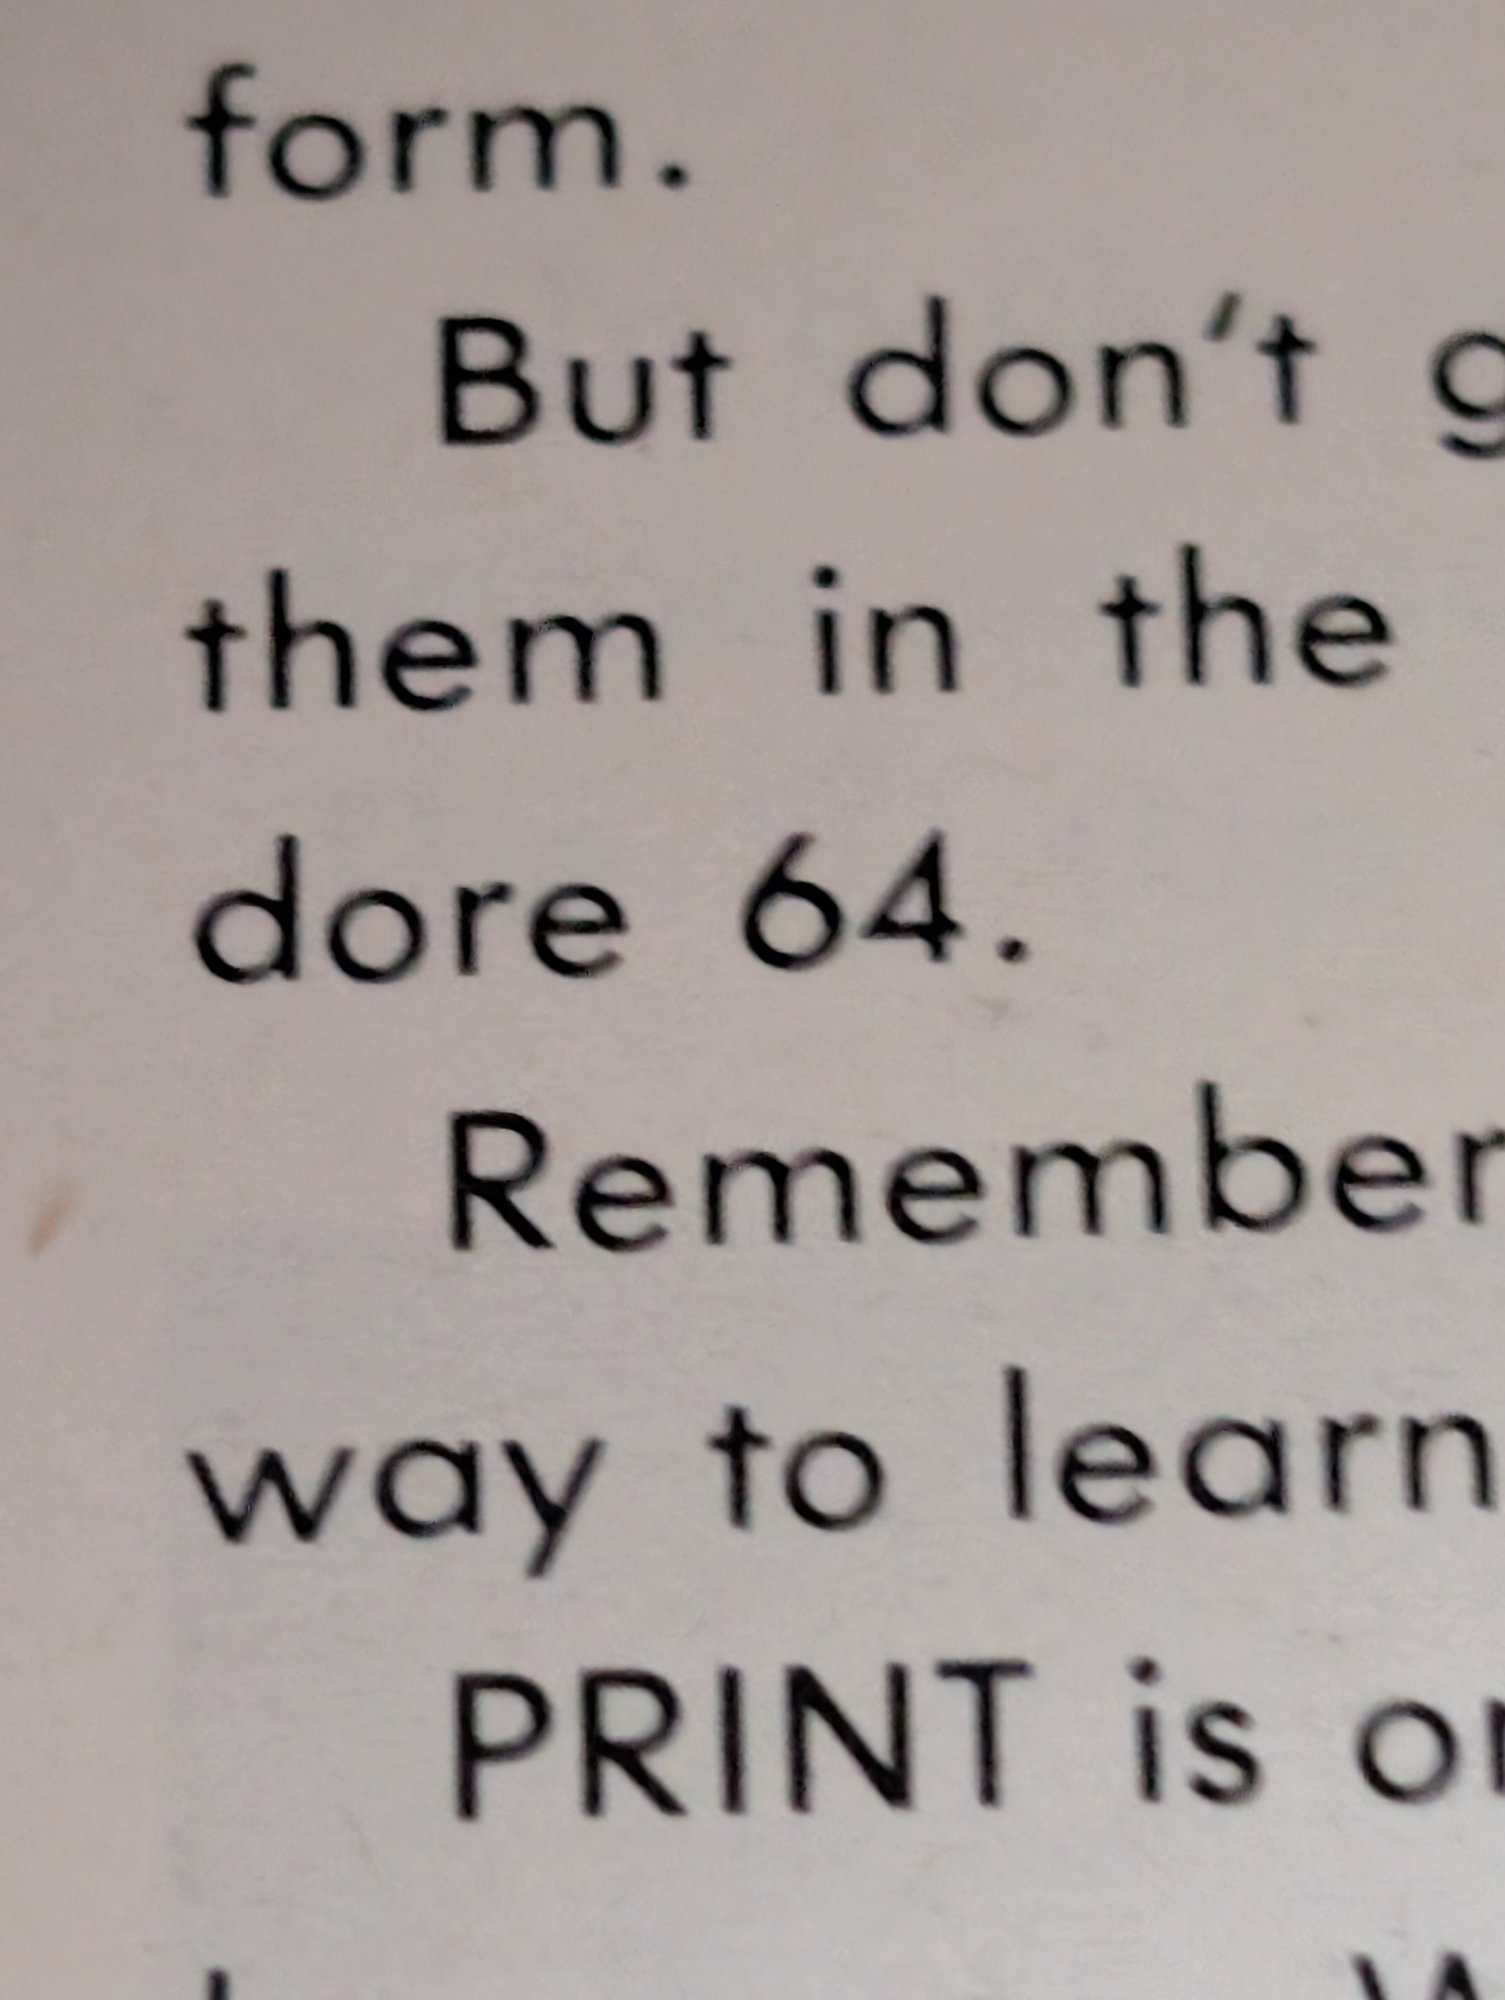 form.
But don't g
them in the
dore 64.
Remember
way to learn
PRINT is o